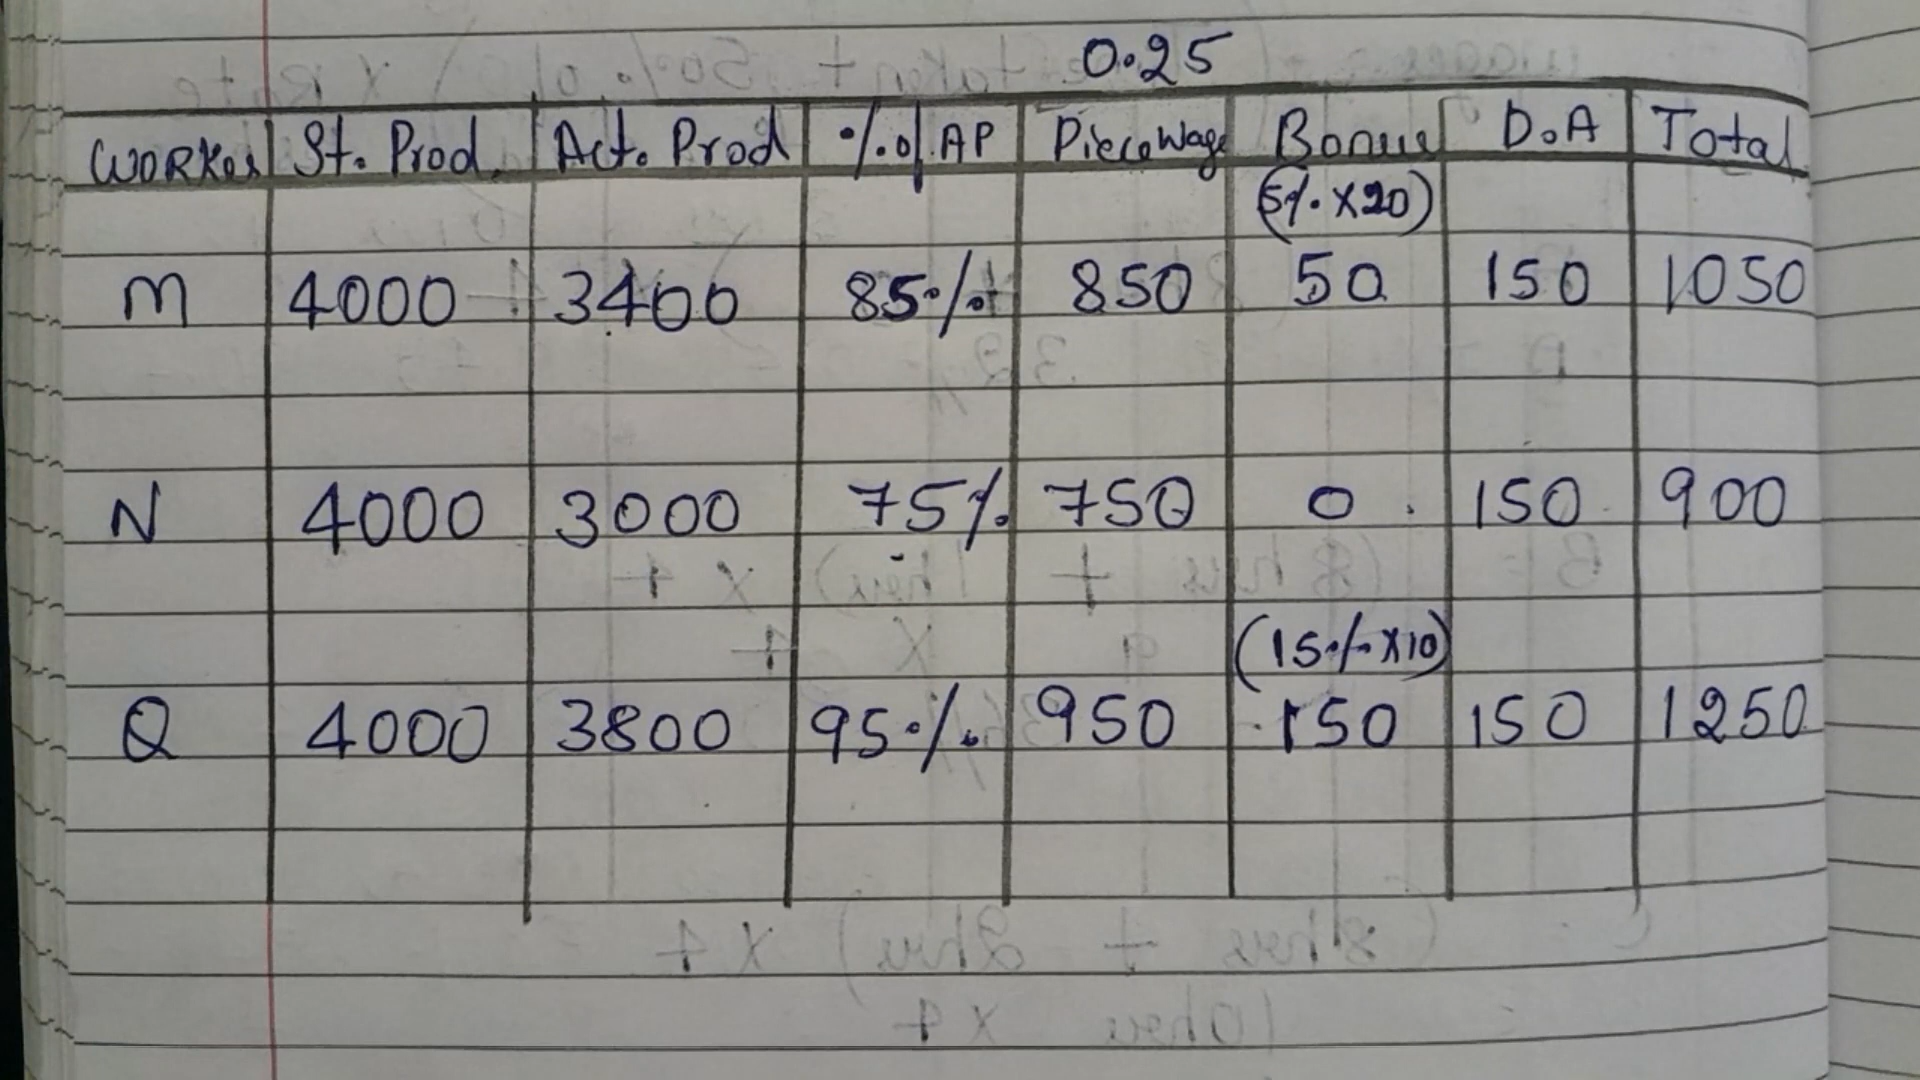 0.25
Worker St. Prod. Act. Prod % of AP Piece Wage Bonus D.A Total
(5% x20)
M 4000 3400 85% 850 50 150 1050
N 4000 3000 75% 750 0 150 900
(15% x10)
Q 4000 3800 95% 950 150 150 1250